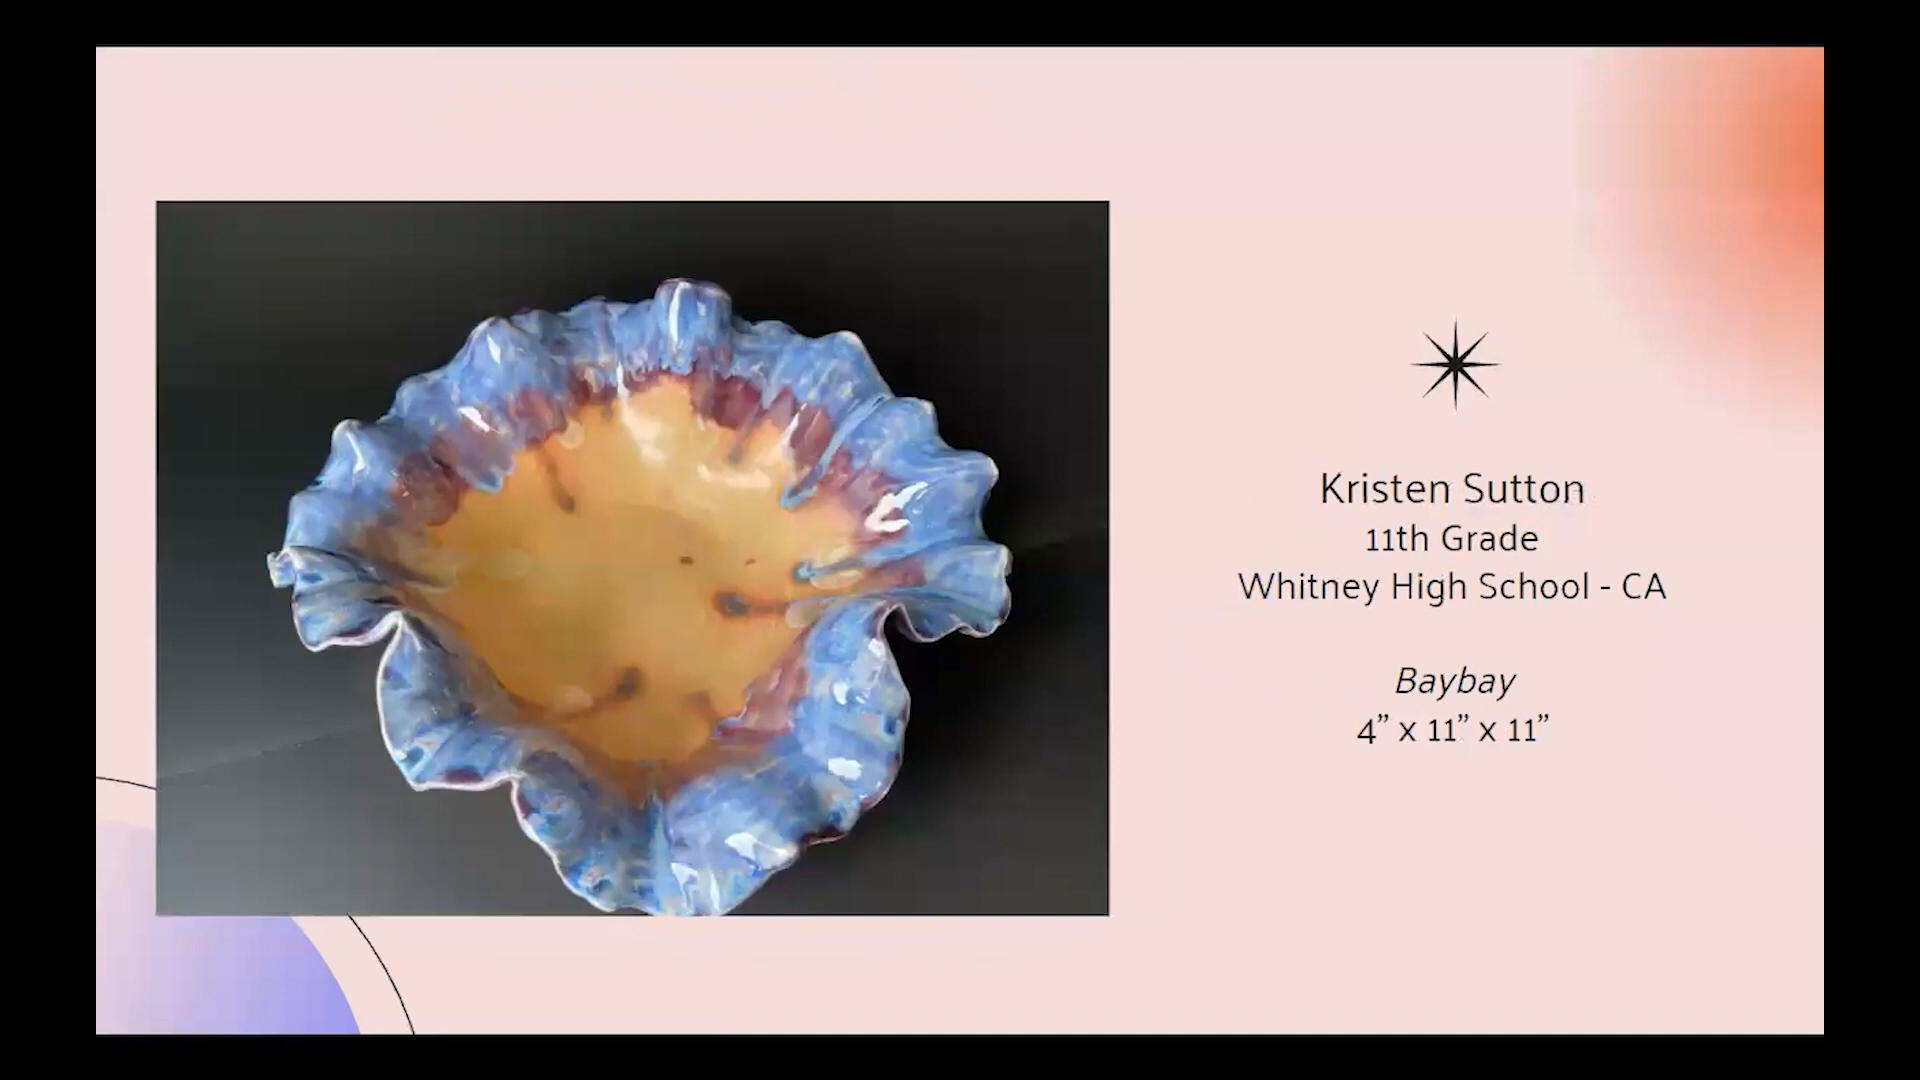 Kristen Sutton
11th Grade
Whitney High School - CA
Baybay
4” x 11” x 11”